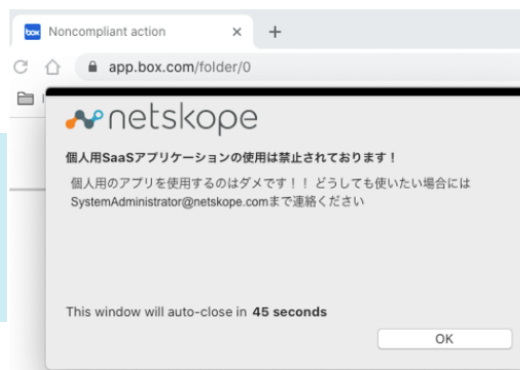 box Noncompliant action
app.box.com/folder/0
netskope
個人用SaaSアプリケーションの使用は禁止されております！
個人用のアプリを使用するのはダメです！！ どうしても使いたい場合には
SystemAdministrator@netskope.comまで連絡ください
This window will auto-close in 45 seconds
OK